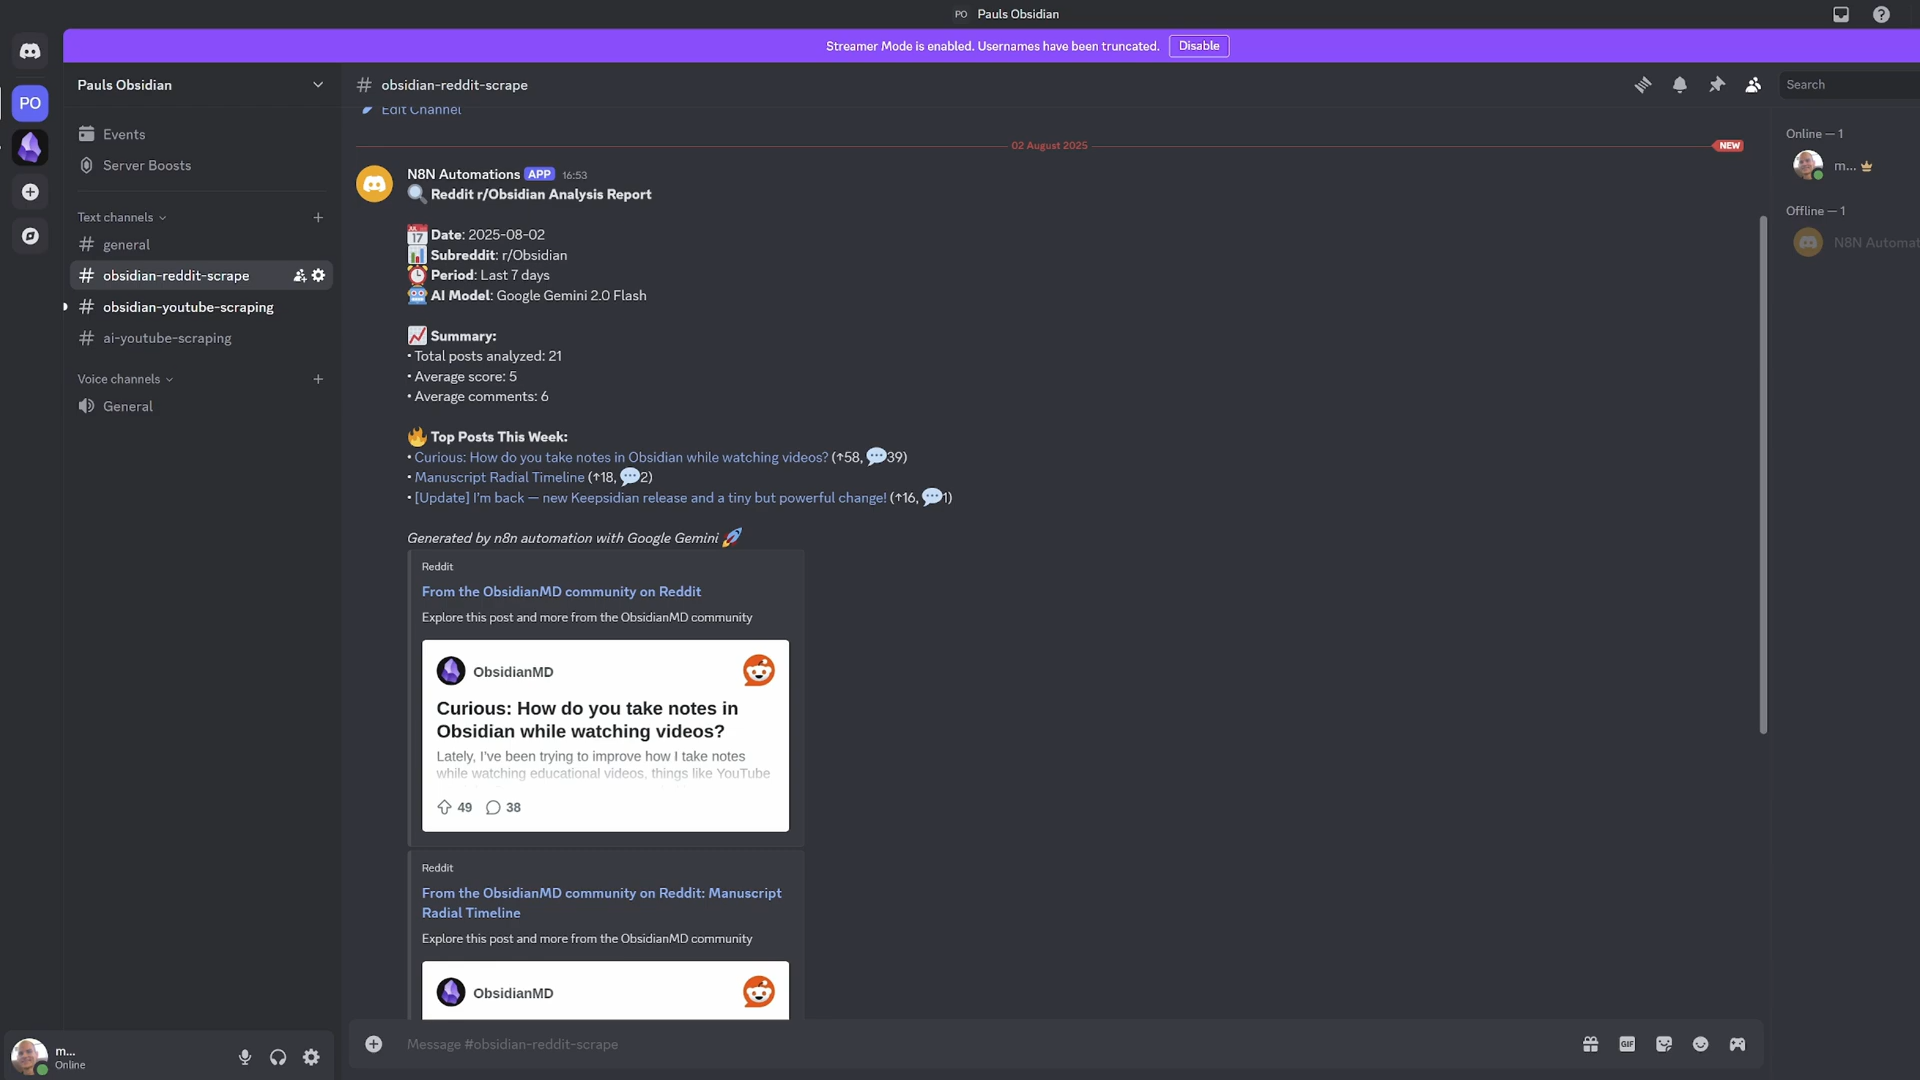 PO Pauls Obsidian
Streamer Mode is enabled. Usernames have been truncated. Disable
PO
Pauls Obsidian
Events
Server Boosts
Text channels
general
obsidian-reddit-scrape
obsidian-youtube-scraping
ai-youtube-scraping
Voice channels
General
m...
Online
# obsidian-reddit-scrape
Search
Edit Channel
02 August 2025 NEW
N8N Automations APP 16:53
Reddit r/Obsidian Analysis Report
Date: 2025-08-02
Subreddit: r/Obsidian
Period: Last 7 days
AI Model: Google Gemini 2.0 Flash
Summary:
• Total posts analyzed: 21
• Average score: 5
• Average comments: 6
Top Posts This Week:
• Curious: How do you take notes in Obsidian while watching videos? (↑58, 💬39)
• Manuscript Radial Timeline (↑18, 💬2)
• [Update] I'm back — new Keepsidian release and a tiny but powerful change! (↑16, 💬1)
Generated by n8n automation with Google Gemini 🚀
Reddit
From the ObsidianMD community on Reddit
Explore this post and more from the ObsidianMD community
ObsidianMD
Curious: How do you take notes in
Obsidian while watching videos?
Lately, I've been trying to improve how I take notes
while watching educational videos, things like YouTube
49 38
Reddit
From the ObsidianMD community on Reddit: Manuscript
Radial Timeline
Explore this post and more from the ObsidianMD community
ObsidianMD
Message #obsidian-reddit-scrape
GIF
Online — 1
m...
Offline — 1
N8N Automat